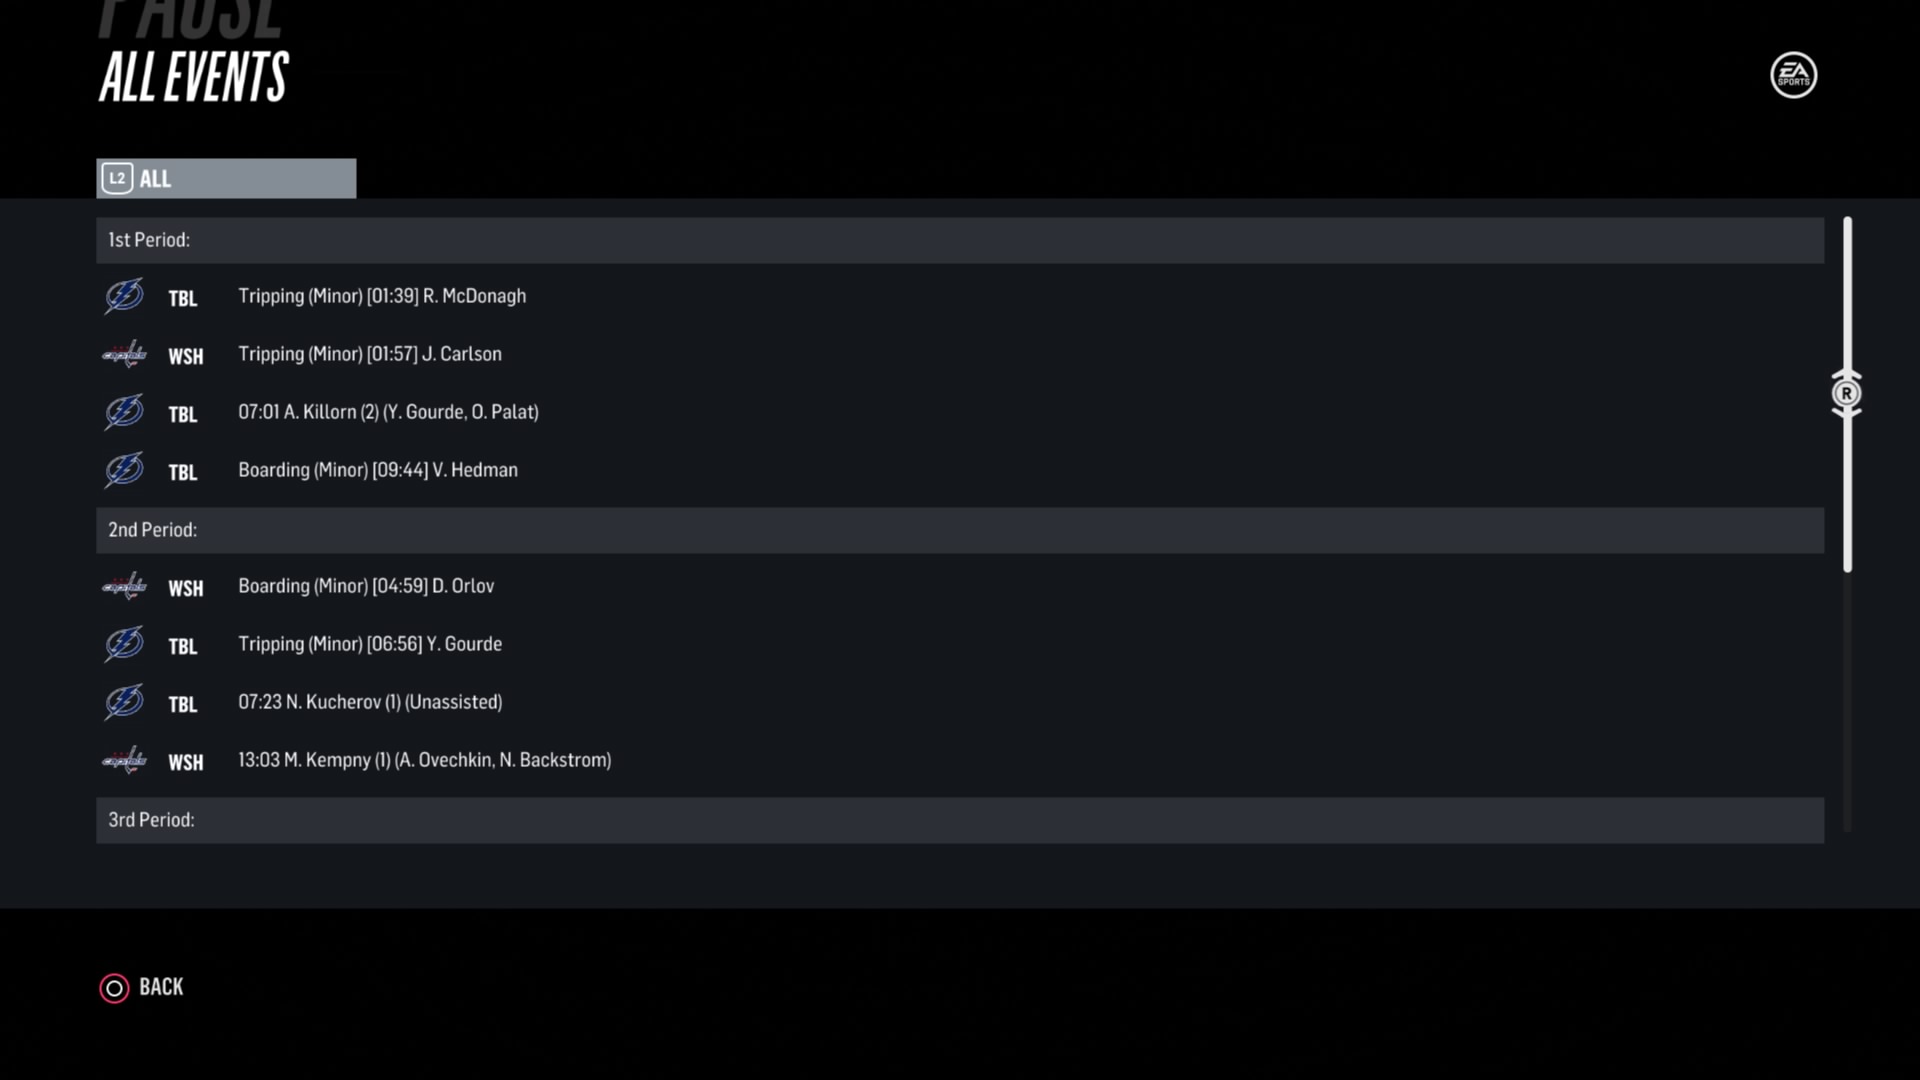 PAUSE
ALL EVENTS
EA SPORTS
L2 ALL
1st Period:
TBL Tripping (Minor) [01:39] R. McDonagh
WSH Tripping (Minor) [01:57] J. Carlson
TBL 07:01 A. Killorn (2) (Y. Gourde, O. Palat)
TBL Boarding (Minor) [09:44] V. Hedman
R
2nd Period:
WSH Boarding (Minor) [04:59] D. Orlov
TBL Tripping (Minor) [06:56] Y. Gourde
TBL 07:23 N. Kucherov (1) (Unassisted)
capitals WSH 13:03 M. Kempny (1) (A. Ovechkin, N. Backstrom)
3rd Period:
BACK